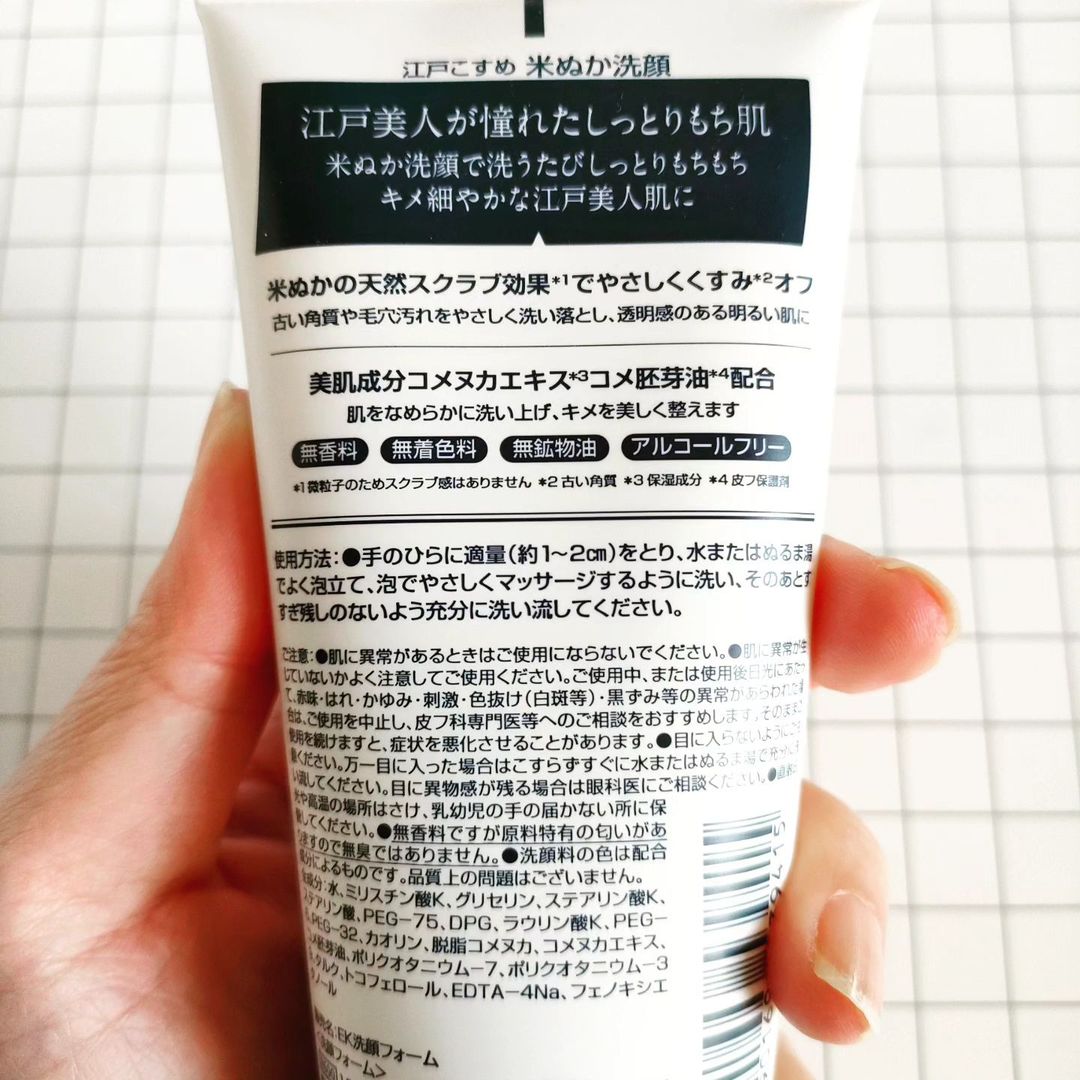 江戸こすめ 米ぬか洗顔
江戸美人が憧れたしっとりもち肌
米ぬか洗顔で洗うたびしっとりもちもち
キメ細やかな江戸美人肌に
米ぬかの天然スクラブ効果*1でやさしくくすみ*2オフ
古い角質や毛穴汚れをやさしく洗い落とし、透明感のある明るい肌に
美肌成分コメヌカエキス*3コメ胚芽油*4配合
肌をなめらかに洗い上げ、キメを美しく整えます
無香料 無着色料 無鉱物油 アルコールフリー
*1 微粒子のためスクラブ感はありません *2 古い角質 *3 保湿成分 *4 皮フ保護剤
使用方法：●手のひらに適量（約1～2㎝）をとり、水またはぬるま湯
でよく泡立て、泡でやさしくマッサージするように洗い、そのあとす
すぎ残しのないよう充分に洗い流してください。
ご注意：●肌に異常があるときはご使用にならないでください。●肌に異常が生
じていないかよく注意してご使用ください。ご使用中、または使用後日光にあたっ
て、赤味・はれ・かゆみ・刺激・色抜け（白斑等）・黒ずみ等の異常があらわれた場
合は、ご使用を中止し、皮フ科専門医等へのご相談をおすすめします。そのまま
使用を続けますと、症状を悪化させることがあります。●目に入らないように
ください。万一目に入った場合はこすらずすぐに水またはぬるま湯で充分に
い流してください。目に異物感が残る場合は眼科医にご相談ください。●直射
光や高温の場所はさけ、乳幼児の手の届かない所に保
管してください。●無香料ですが原料特有の匂いがあ
りますので無臭ではありません。●洗顔料の色は配合
成分によるものです。品質上の問題はございません。
全成分：水、ミリスチン酸K、グリセリン、ステアリン酸K、
ステアリン酸、PEG-75、DPG、ラウリン酸K、PEG-
PEG-32、カオリン、脱脂コメヌカ、コメヌカエキス、
コメ胚芽油、ポリクオタニウム-7、ポリクオタニウム-3
タルク、トコフェロール、EDTA-4Na、フェノキシエ
タノール
販売名：EK洗顔フォーム
洗顔フォーム>